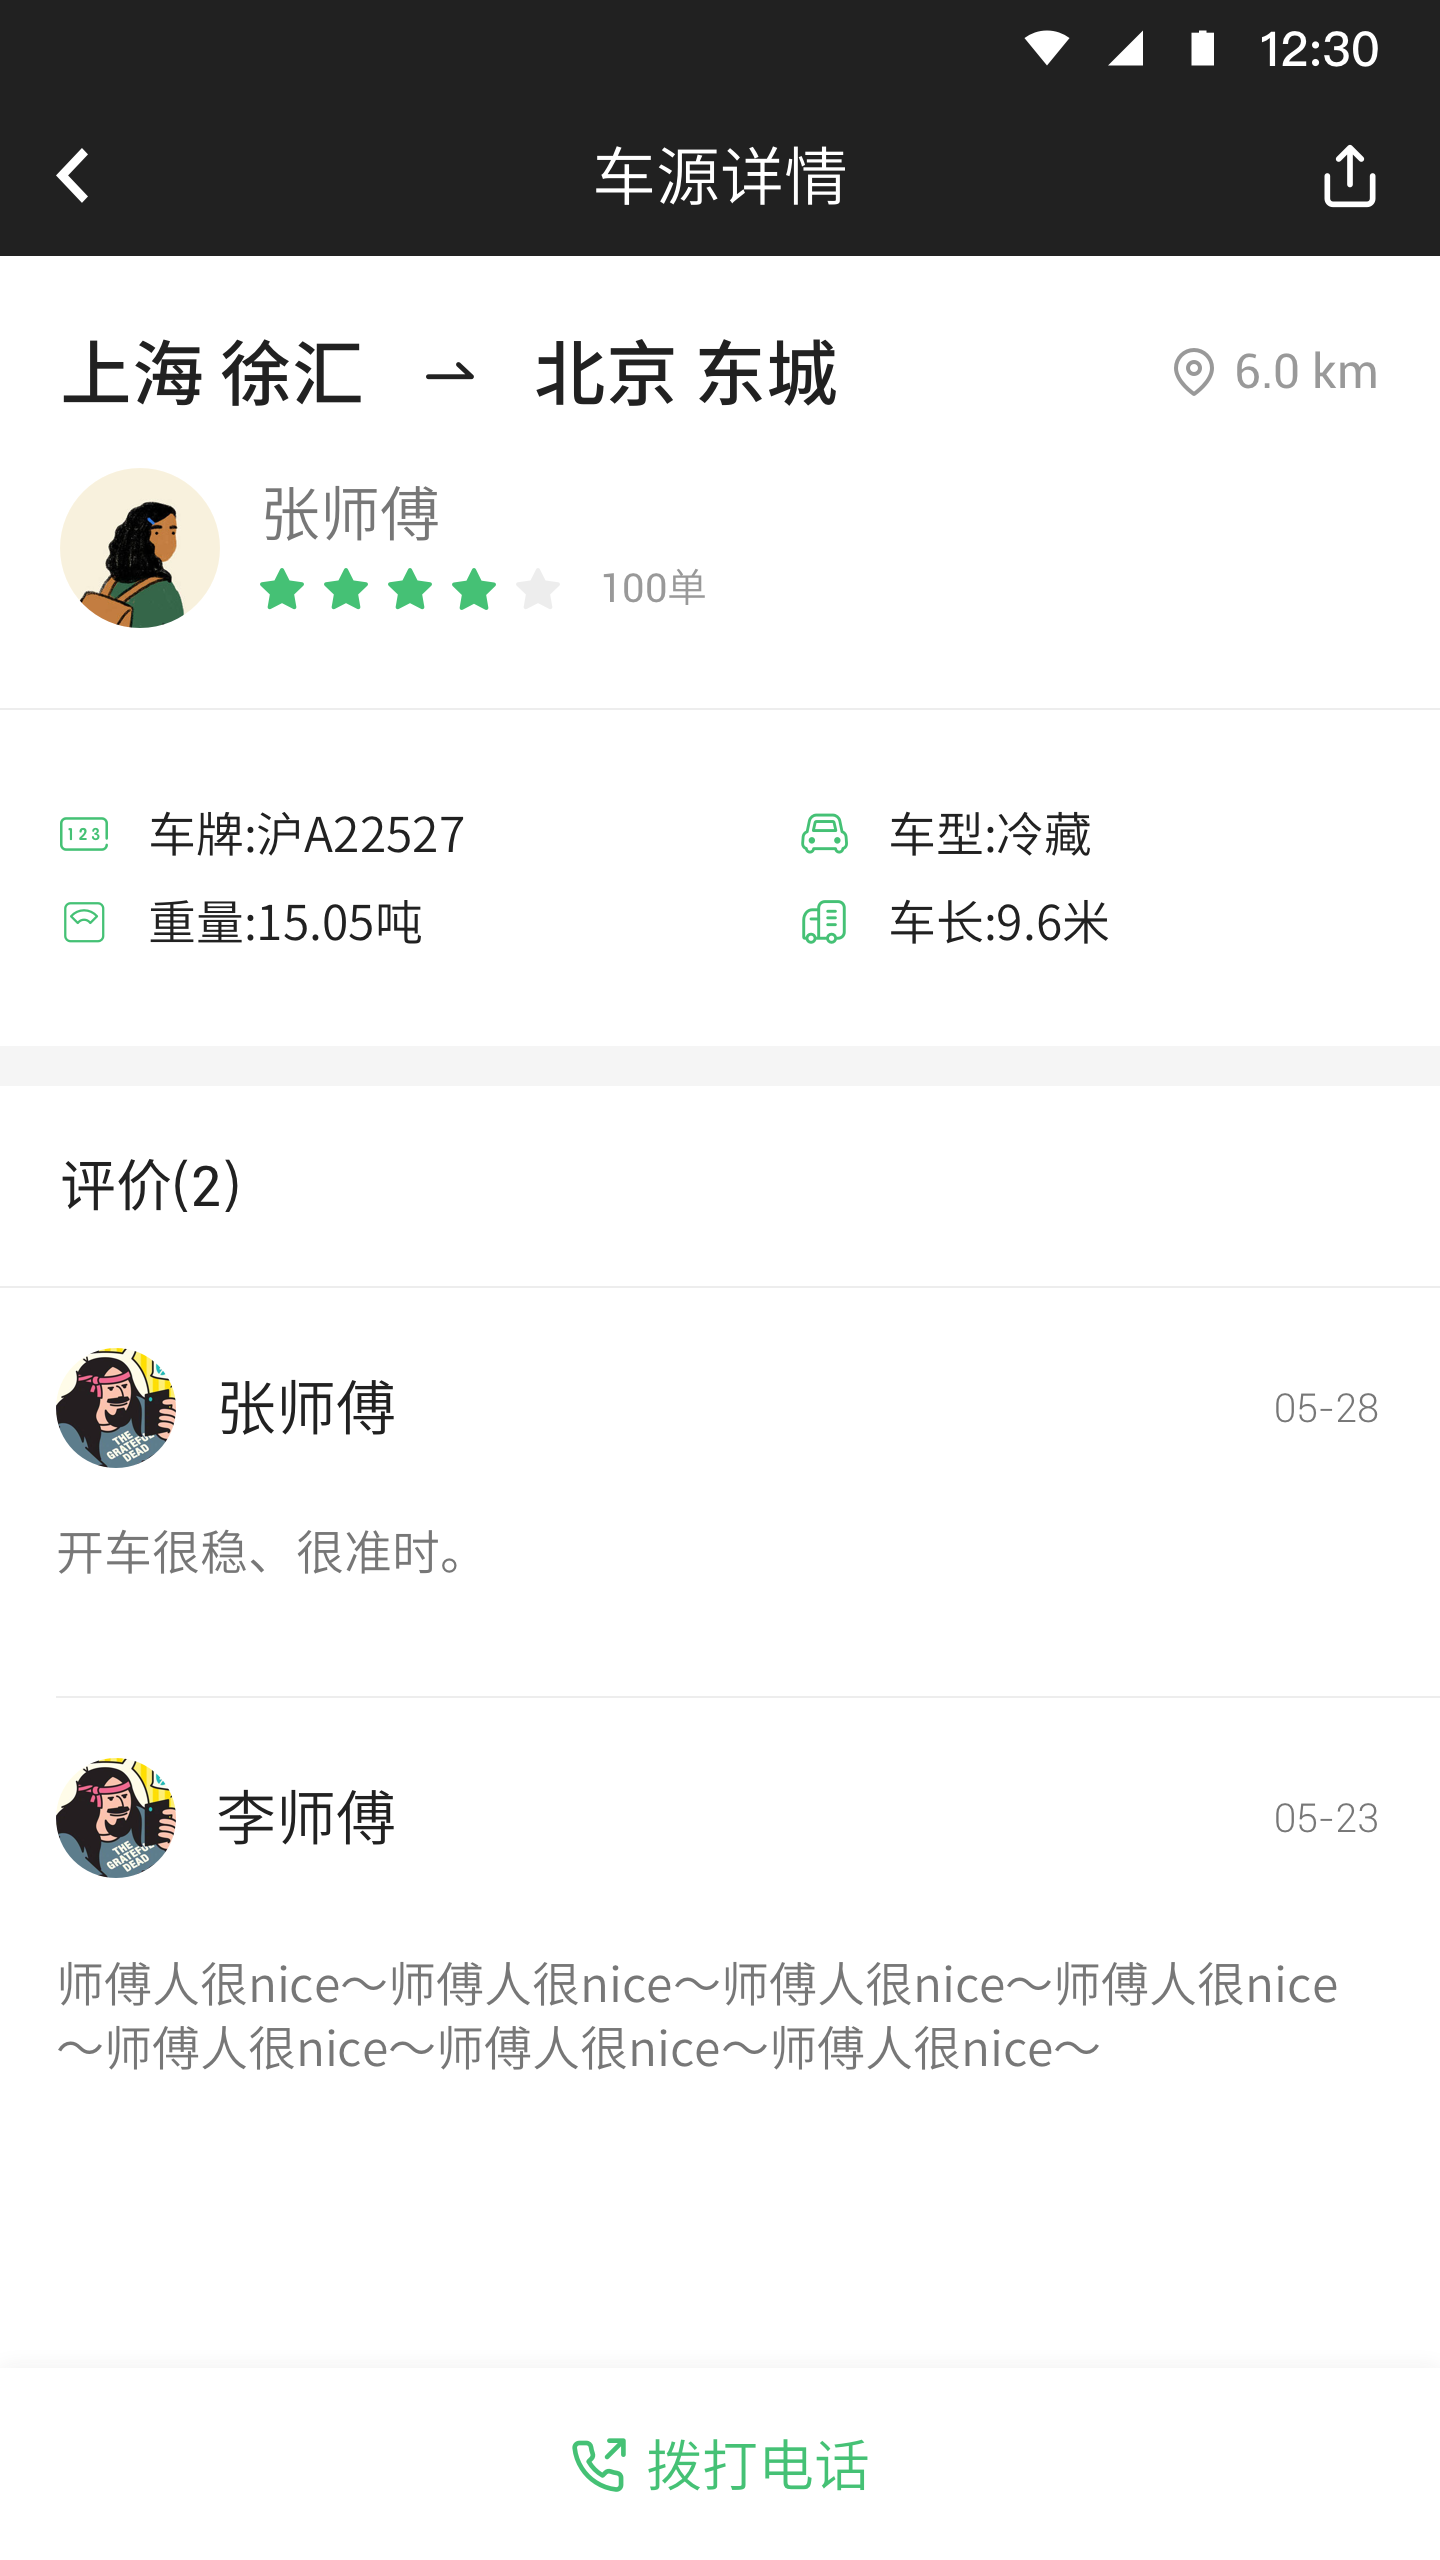 12:30
车源详情
上海 徐汇 ⇀ 北京 东城 6.0 km
张师傅
100单
123 车牌:沪A22527 车型:冷藏
重量:15.05吨 车长:9.6米
评价(2)
张师傅 05-28
THE
GRATEFUL
DEAD
开车很稳、很准时。
李师傅 05-23
THE
GRATEFUL
DEAD
师傅人很nice～师傅人很nice～师傅人很nice～师傅人很nice
～师傅人很nice～师傅人很nice～师傅人很nice～
拨打电话